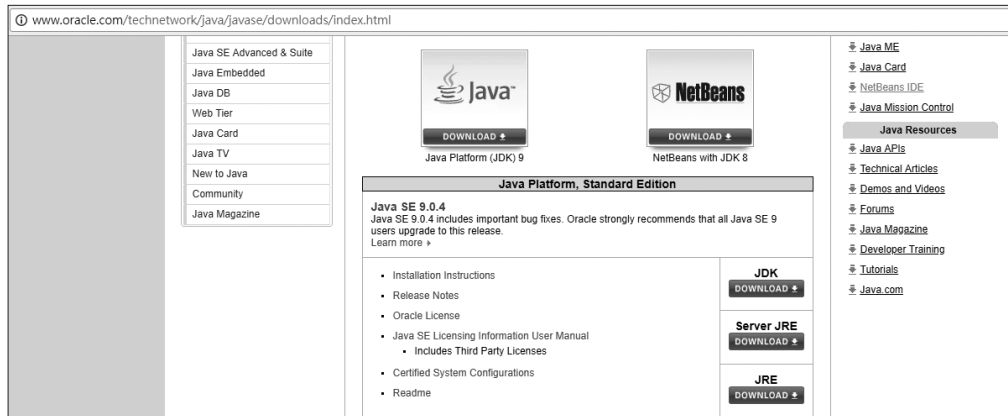 www.oracle.com/technetwork/java/javase/downloads/index.html
Java SE Advanced & Suite
Java Embedded
Java DB
Web Tier
Java Card
Java TV
New to Java
Community
Java Magazine
Java
DOWNLOAD
Java Platform (JDK) 9
NetBeans
DOWNLOAD
NetBeans with JDK 8
Java Platform, Standard Edition
Java SE 9.0.4
Java SE 9.0.4 includes important bug fixes. Oracle strongly recommends that all Java SE 9
users upgrade to this release.
Learn more
Installation Instructions
Release Notes
Oracle License
Java SE Licensing Information User Manual
Includes Third Party Licenses
Certified System Configurations
Readme
JDK
DOWNLOAD
Server JRE
DOWNLOAD
JRE
DOWNLOAD
Java ME
Java Card
NetBeans IDE
Java Mission Control
Java Resources
Java APIs
Technical Articles
Demos and Videos
Forums
Java Magazine
Developer Training
Tutorials
Java.com